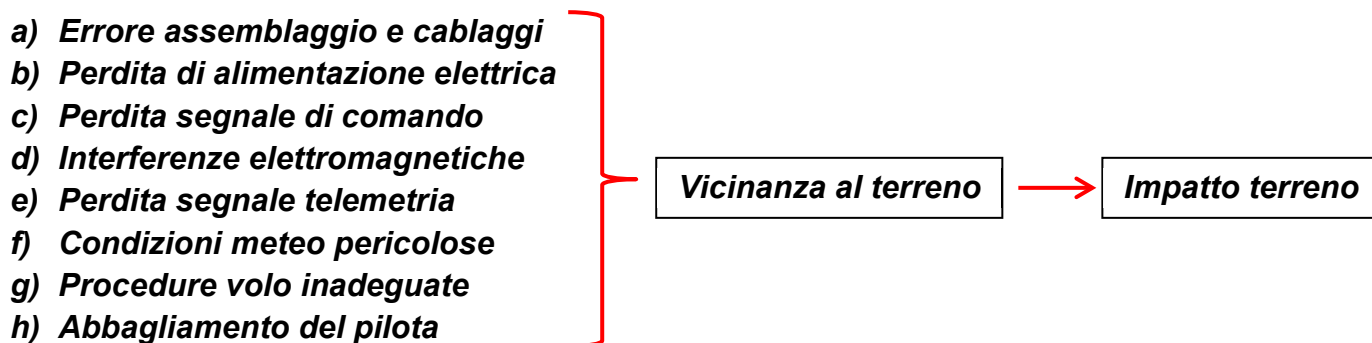 a) Errore assemblaggio e cablaggi
b) Perdita di alimentazione elettrica
c) Perdita segnale di comando
d) Interferenze elettromagnetiche
e) Perdita segnale telemetria
f) Condizioni meteo pericolose
g) Procedure volo inadeguate
h) Abbagliamento del pilota
Vicinanza al terreno
Impatto terreno